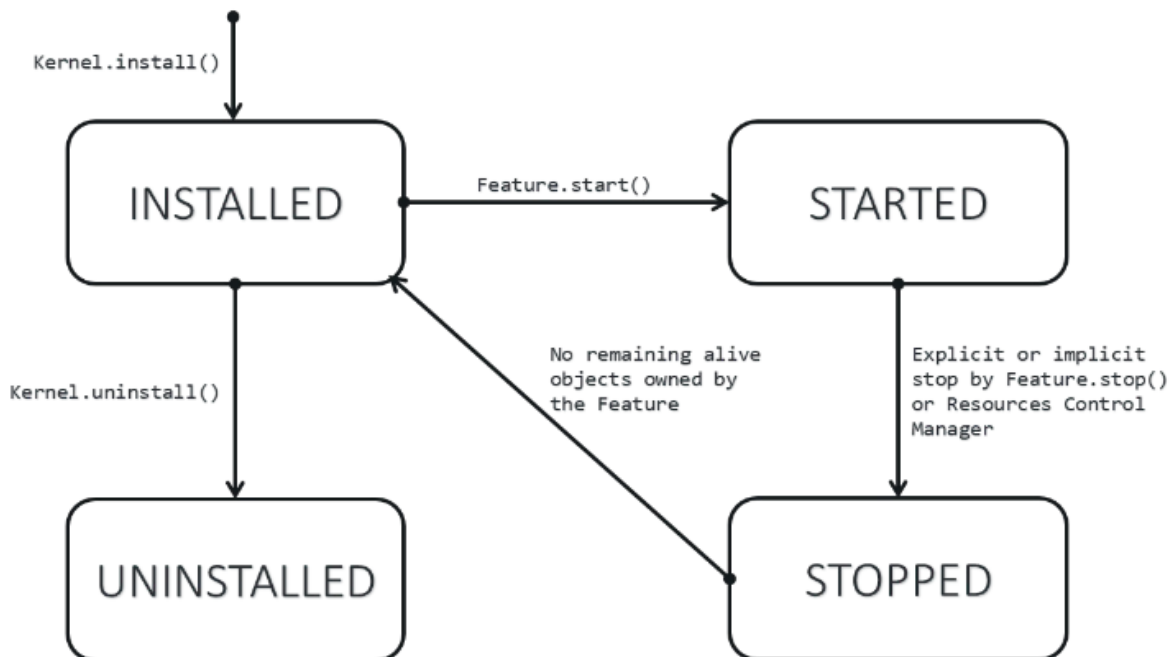 Kernel.install()
INSTALLED
Feature.start()
STARTED
Kernel.uninstall()
No remaining alive
objects owned by
the Feature
Explicit or implicit
stop by Feature.stop()
or Resources Control
Manager
UNINSTALLED
STOPPED